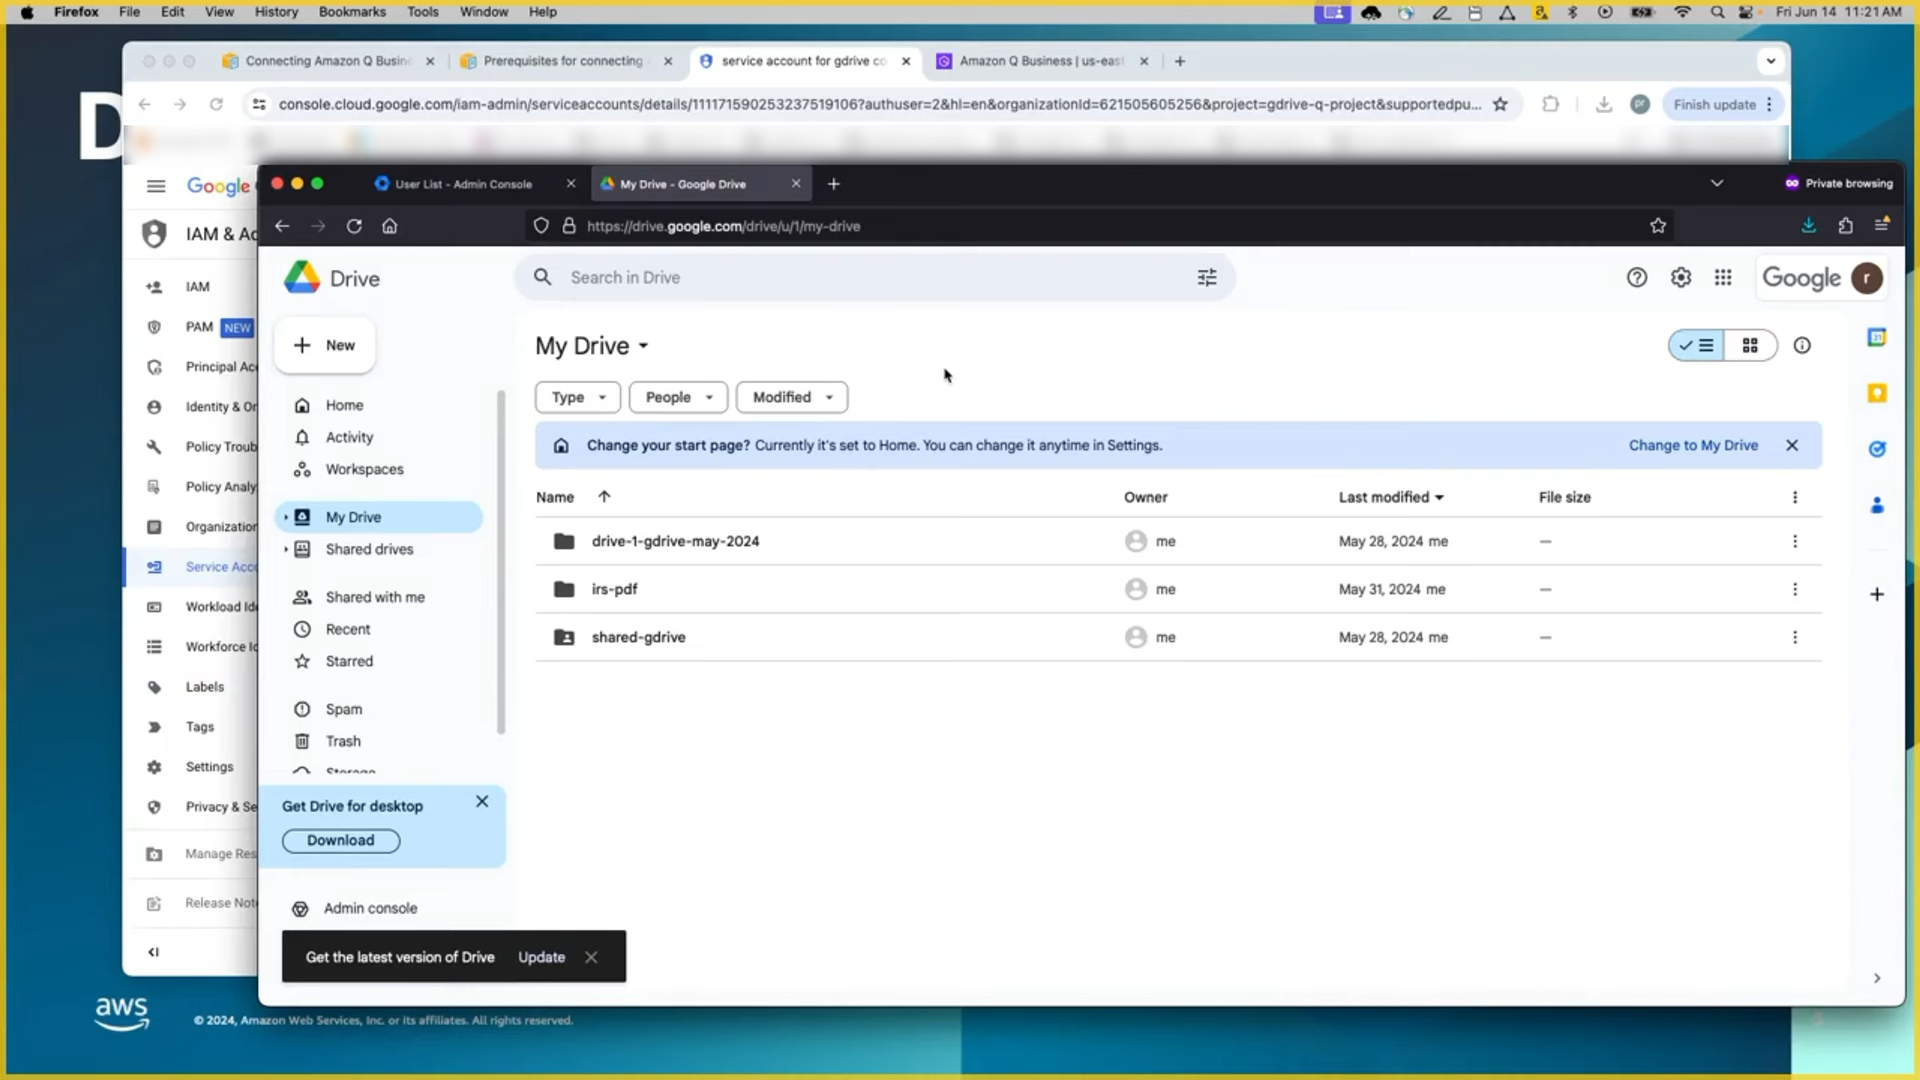 Firefox File Edit View History Bookmarks Tools Window Help
Fri Jun 14 11:21 AM
D
Connecting Amazon Q Busin
Prerequisites for connecting
service account for gdrive co
Amazon Q Business | us-east
console.cloud.google.com/iam-admin/serviceaccounts/details/111171590253237519106?authuser=2&hl=en&organizationId=621505605256&project=gdrive-q-project&supportedpu...
pr
Finish update
Google
IAM & Ad
IAM
PAM NEW
Principal Acc
Identity & Or
Policy Troub
Policy Analy
Organization
Service Acco
Workload Ide
Workforce Id
Labels
Tags
Settings
Privacy & Se
Manage Res
Release Not
User List - Admin Console
My Drive - Google Drive
Private browsing
https://drive.google.com/drive/u/1/my-drive
Drive
Search in Drive
Google r
New
Home
Activity
Workspaces
My Drive
Shared drives
Shared with me
Recent
Starred
Spam
Trash
Storage
Get Drive for desktop
Download
Admin console
Get the latest version of Drive Update
My Drive
Type People Modified
Change your start page? Currently it's set to Home. You can change it anytime in Settings.
Change to My Drive
Name Owner Last modified File size
drive-1-gdrive-may-2024 me May 28, 2024 me —
irs-pdf me May 31, 2024 me —
shared-gdrive me May 28, 2024 me —
31
aws
© 2024, Amazon Web Services, Inc. or its affiliates. All rights reserved.